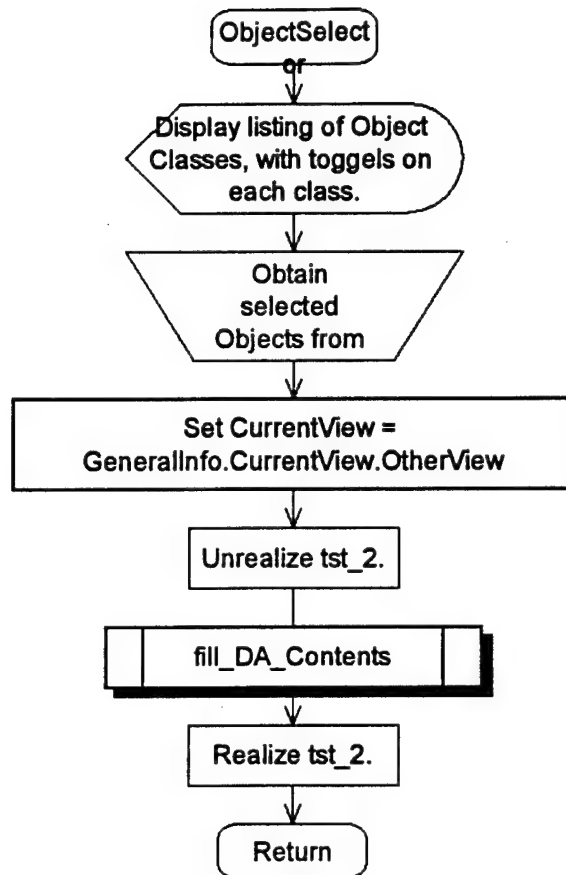 ObjectSelect
or
Display listing of Object
Classes, with toggels on
each class.
Obtain
selected
Objects from
Set CurrentView =
GeneralInfo.CurrentView.OtherView
Unrealize tst_2.
fill_DA_Contents
Realize tst_2.
Return